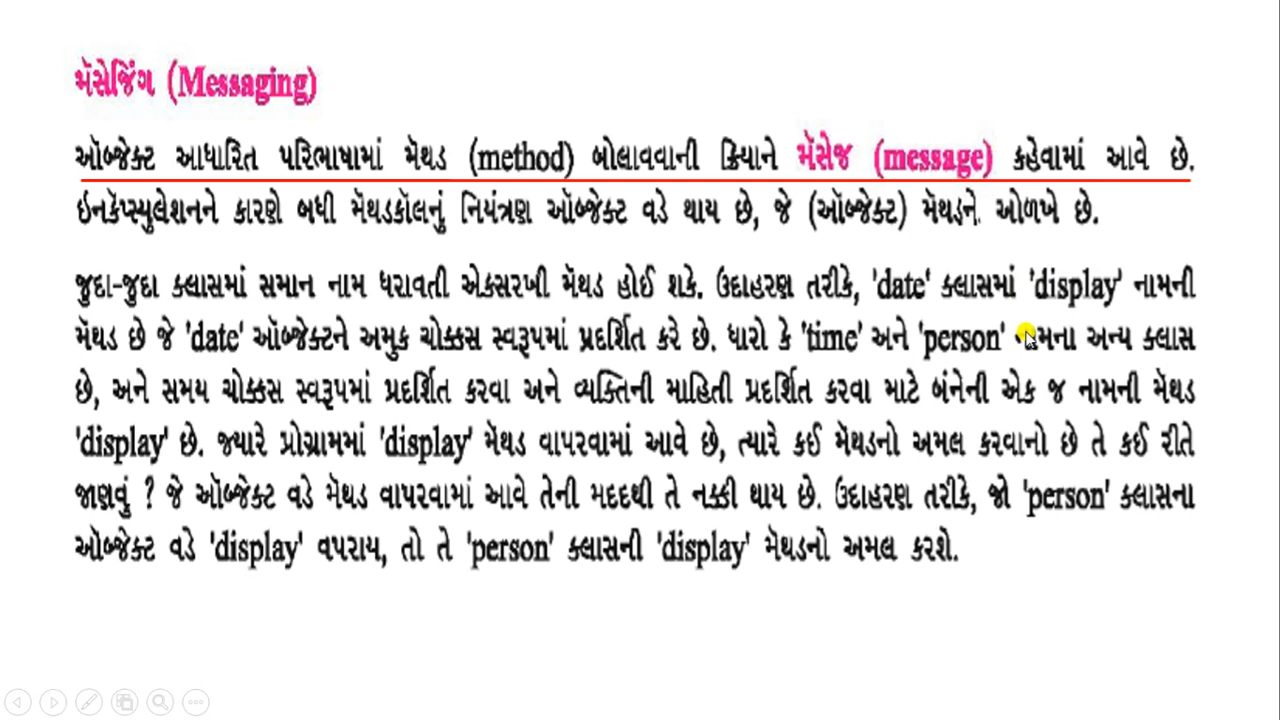 મૅસેજિંગ (Messaging)
ઑબ્જેક્ટ આધારિત પરિભાષામાં મૅથડ (method) બોલાવવાની ક્રિયાને મૅસેજ (message) કહેવામાં આવે છે.
ઇનકૅપ્સ્યુલેશનને કારણે બધી મૅથડકૉલનું નિયંત્રણ ઑબ્જેક્ટ વડે થાય છે, જે (ઑબ્જેક્ટ) મૅથડને ઓળખે છે.
જુદા-જુદા ક્લાસમાં સમાન નામ ધરાવતી એકસરખી મૅથડ હોઈ શકે. ઉદાહરણ તરીકે, 'date' ક્લાસમાં 'display' નામની
મૅથડ છે જે 'date' ઑબ્જેક્ટને અમુક ચોક્કસ સ્વરૂપમાં પ્રદર્શિત કરે છે. ધારો કે 'time' અને 'person' અન્ય ક્લાસ
છે, અને સમય ચોક્કસ સ્વરૂપમાં પ્રદર્શિત કરવા અને વ્યક્તિની માહિતી પ્રદર્શિત કરવા માટે બંનેની એક જ નામની મૅથડ
'display' છે. જ્યારે પ્રોગ્રામમાં 'display' મૅથડ વાપરવામાં આવે છે, ત્યારે કઈ મૅથડનો અમલ કરવાનો છે તે કઈ રીતે
જાણવું ? જે ઑબ્જેક્ટ વડે મૅથડ વાપરવામાં આવે તેની મદદથી તે નક્કી થાય છે. ઉદાહરણ તરીકે, જો 'person' ક્લાસના
ઑબ્જેક્ટ વડે 'display' વપરાય, તો તે 'person' ક્લાસની 'display' મૅથડનો અમલ કરશે.